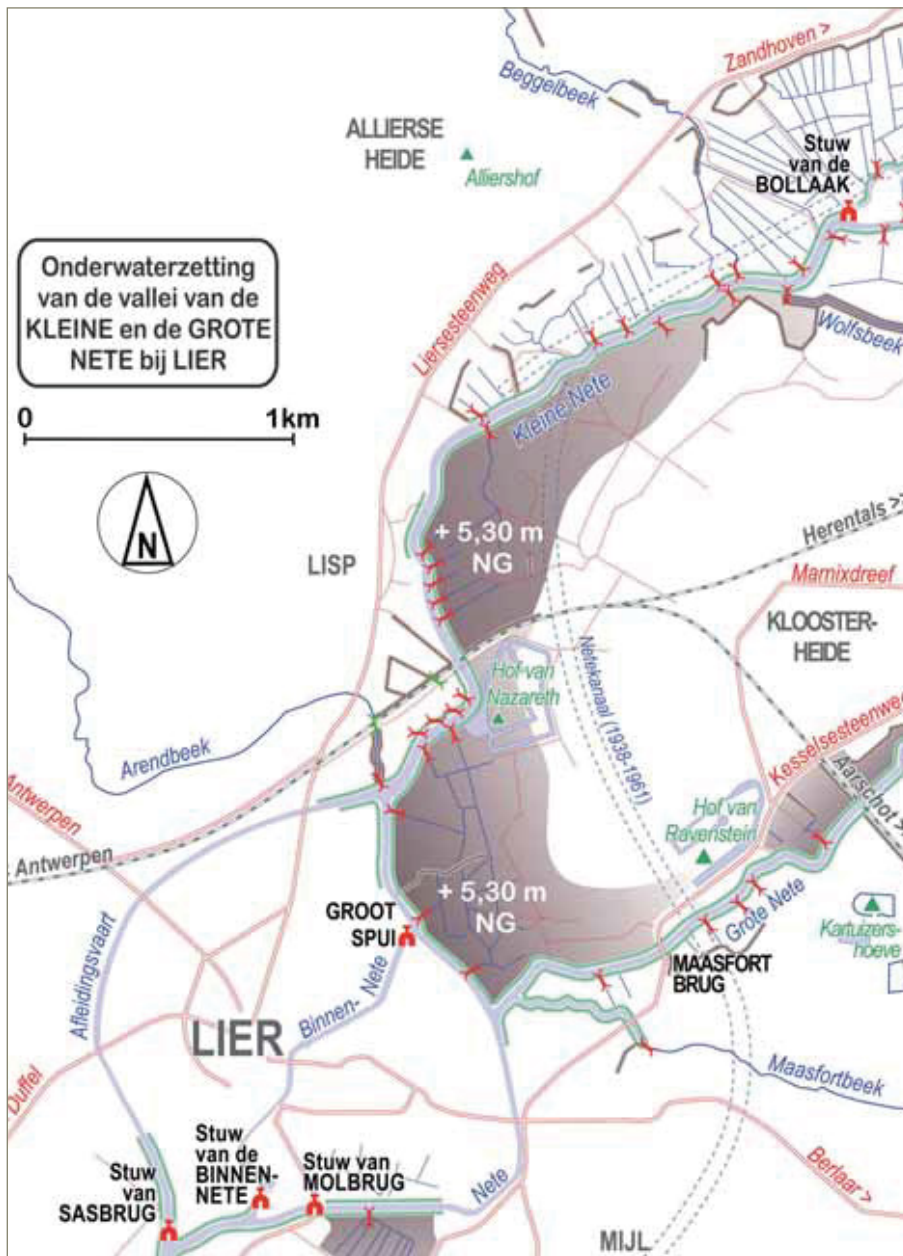 Zandhoven >
Beggelbeek
ALLIERSE
HEIDE
Alliershof
Stuw
van de
BOLLAAK
Onderwaterzetting
van de vallei van de
KLEINE en de GROTE
NETE bij LIER
0 1km
N
Liersesteenweg
Wolfsbeek
Kleine Nete
+ 5,30 m
NG
LISP
Herentals >
Marnixdreef
KLOOSTER-
HEIDE
Hof van
Nazareth
Netekanaal (1938-1961)
Kesselsesteenweg
Aarschot >
Arendbeek
Antwerpen
< Antwerpen
Hof van
Ravenstein
+ 5,30 m
NG
GROOT
SPUI
Grote Nete
Kartuizers-
hoeve
MAASFORT
BRUG
Afleidingsvaart
Binnen- Nete
LIER
Maasfortbeek
Duffel
Stuw
van
SASBRUG
Stuw
van de
BINNEN-
NETE
Stuw van
MOLBRUG
Nete
Berlaar >
MIJL